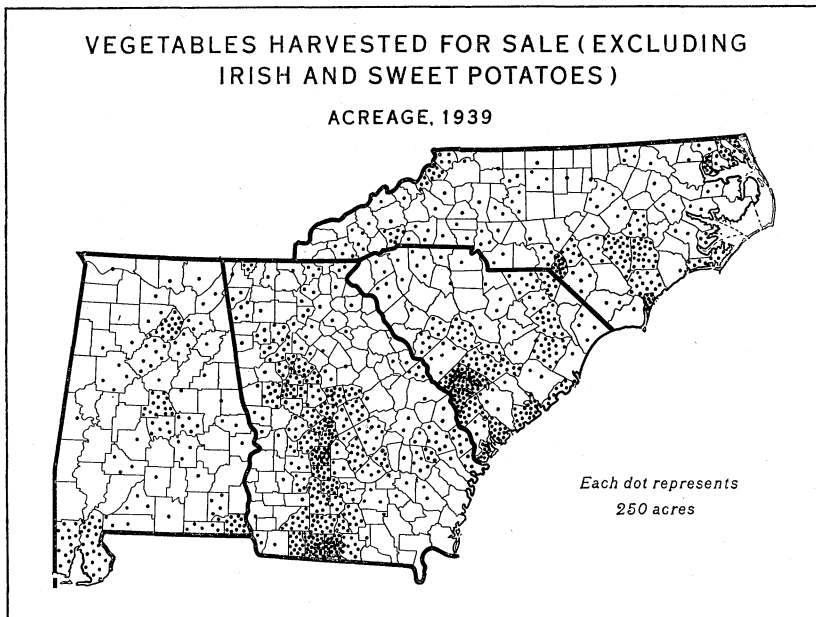 VEGETABLES HARVESTED FOR SALE (EXCLUDING
IRISH AND SWEET POTATOES)
ACREAGE, 1939
Each dot represents
250 acres